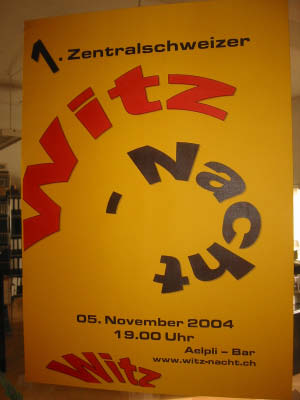 1. Zentralschweizer
Witz
- Nacht
05. November 2004
19.00 Uhr
Aelpli – Bar
www.witz-nacht.ch
Witz